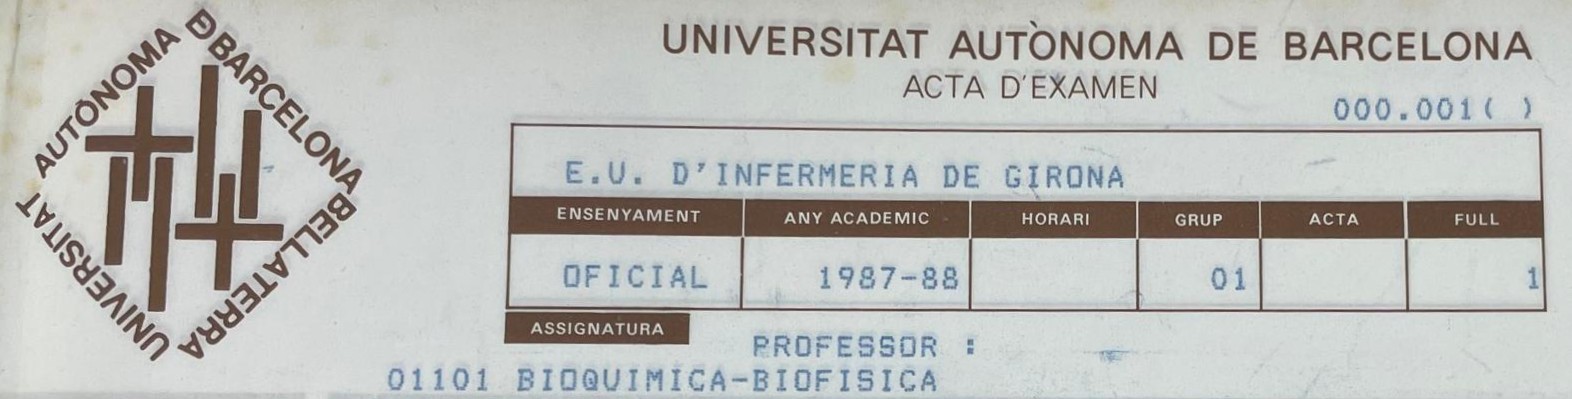 UNIVERSITAT AUTÒNOMA DE BARCELONA BELLATERRA
UNIVERSITAT AUTÒNOMA DE BARCELONA
ACTA D'EXAMEN
000.001( )
E.U. D'INFERMERIA DE GIRONA
ENSENYAMENT ANY ACADEMIC HORARI GRUP ACTA FULL
OFICIAL 1987-88 01 1
ASSIGNATURA
PROFESSOR :
01101 BIOQUIMICA-BIOFISICA